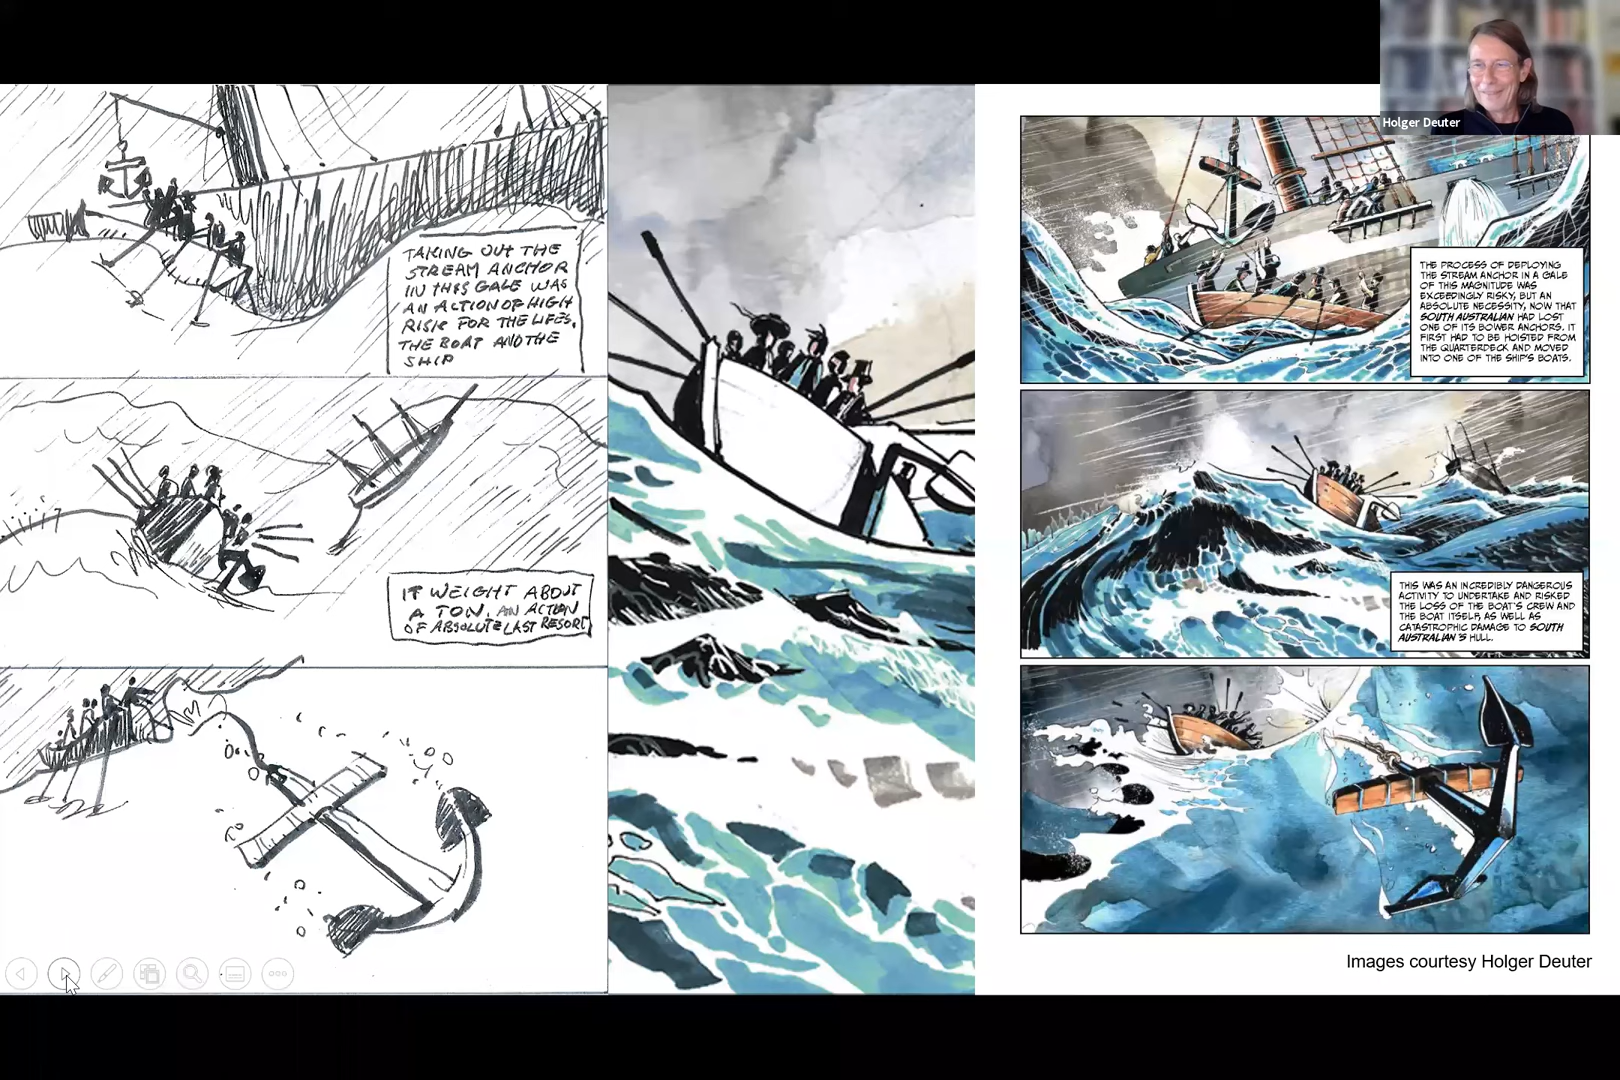 Holger Deuter
TAKING OUT THE
STREAM ANCHOR
IN THIS GALE WAS
AN ACTION OF HIGH
RISK FOR THE LIFES,
THE BOAT AND THE
SHIP
IT WEIGHT ABOUT
A TON. AN ACTION
OF ABSOLUTE LAST RESORT
THE PROCESS OF DEPLOYING
THE STREAM ANCHOR IN A GALE
OF THIS MAGNITUDE WAS
EXCEEDINGLY RISKY, BUT AN
ABSOLUTE NECESSITY, NOW THAT
SOUTH AUSTRALIAN HAD LOST
ONE OF ITS BOWER ANCHORS. IT
FIRST HAD TO BE HOISTED FROM
THE QUARTERDECK AND MOVED
INTO ONE OF THE SHIP'S BOATS.
THIS WAS AN INCREDIBLY DANGEROUS
ACTIVITY TO UNDERTAKE AND RISKED
THE LOSS OF THE BOAT'S CREW AND
THE BOAT ITSELF, AS WELL AS
CATASTROPHIC DAMAGE TO SOUTH
AUSTRALIAN'S HULL.
Images courtesy Holger Deuter